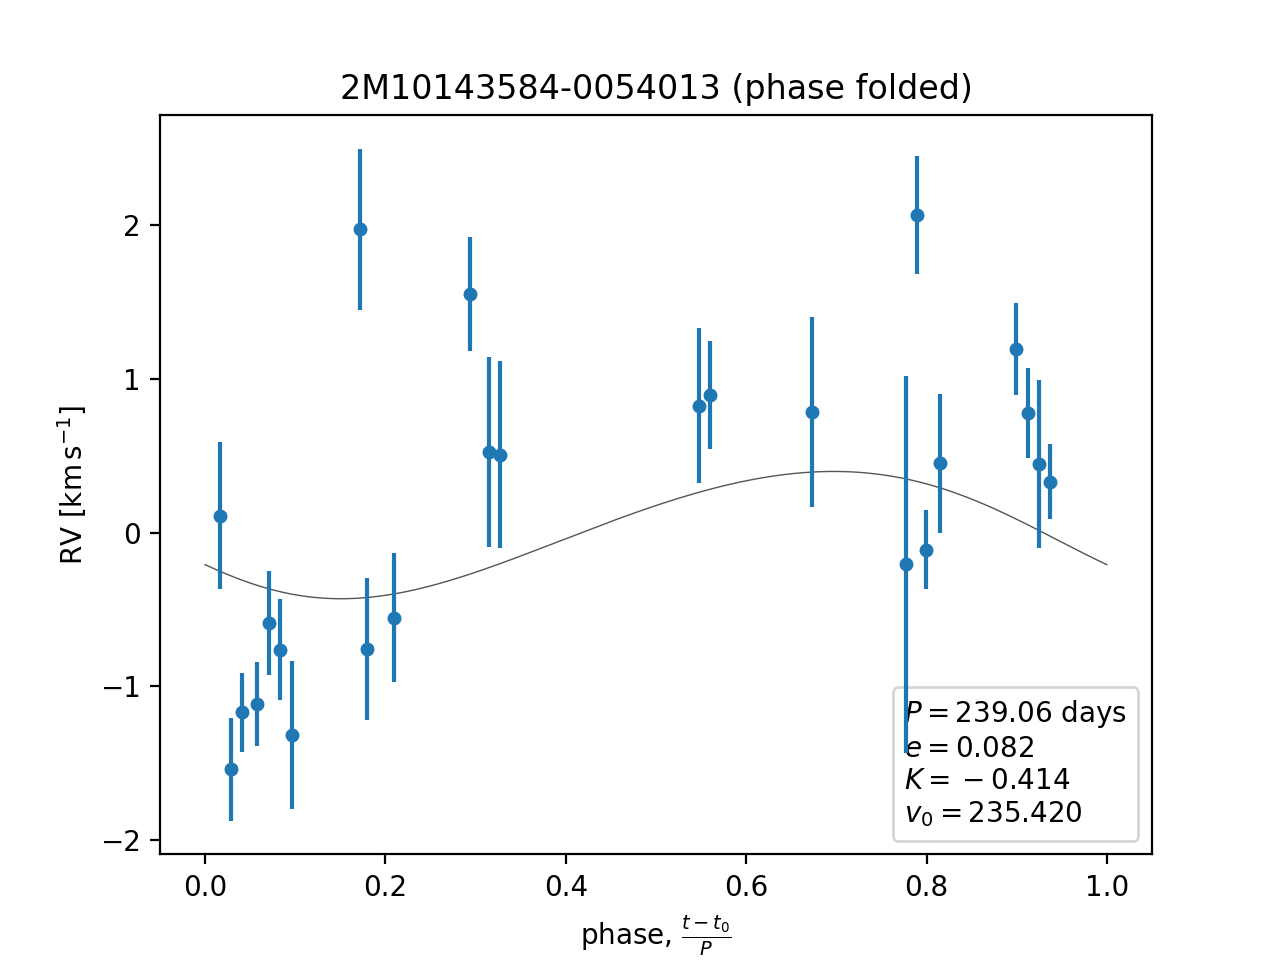 2M10143584-0054013 (phase folded)
RV [km s⁻¹]
2
1
0
−1
−2
P = 239.06 days
e = 0.082
K = − 0.414
v₀ = 235.420
0.0 0.2 0.4 0.6 0.8 1.0
phase, (t − t₀)/P